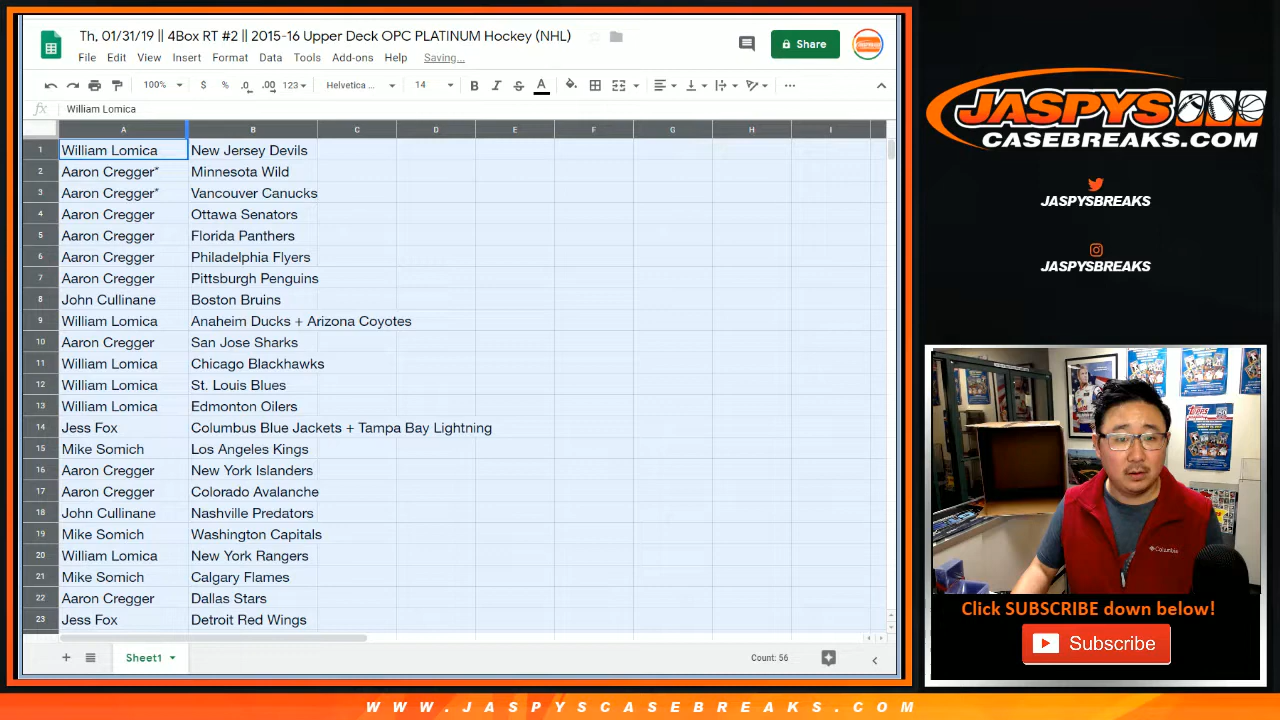 Th, 01/31/19 || 4Box RT #2 || 2015-16 Upper Deck OPC PLATINUM Hockey (NHL)
File Edit View Insert Format Data Tools Add-ons Help Saving...
Share
100% $ % .0 .00 123 Helvetica ... 14 B I S A
fx William Lomica
A B C D E F G H I
1 William Lomica New Jersey Devils
2 Aaron Cregger* Minnesota Wild
3 Aaron Cregger* Vancouver Canucks
4 Aaron Cregger Ottawa Senators
5 Aaron Cregger Florida Panthers
6 Aaron Cregger Philadelphia Flyers
7 Aaron Cregger Pittsburgh Penguins
8 John Cullinane Boston Bruins
9 William Lomica Anaheim Ducks + Arizona Coyotes
10 Aaron Cregger San Jose Sharks
11 William Lomica Chicago Blackhawks
12 William Lomica St. Louis Blues
13 William Lomica Edmonton Oilers
14 Jess Fox Columbus Blue Jackets + Tampa Bay Lightning
15 Mike Somich Los Angeles Kings
16 Aaron Cregger New York Islanders
17 Aaron Cregger Colorado Avalanche
18 John Cullinane Nashville Predators
19 Mike Somich Washington Capitals
20 William Lomica New York Rangers
21 Mike Somich Calgary Flames
22 Aaron Cregger Dallas Stars
23 Jess Fox Detroit Red Wings
Sheet1
Count: 56
JASPYS
CASEBREAKS.COM
JASPYSBREAKS
JASPYSBREAKS
Columbia
Click SUBSCRIBE down below!
Subscribe
WWW.JASPYSCASEBREAKS.COM